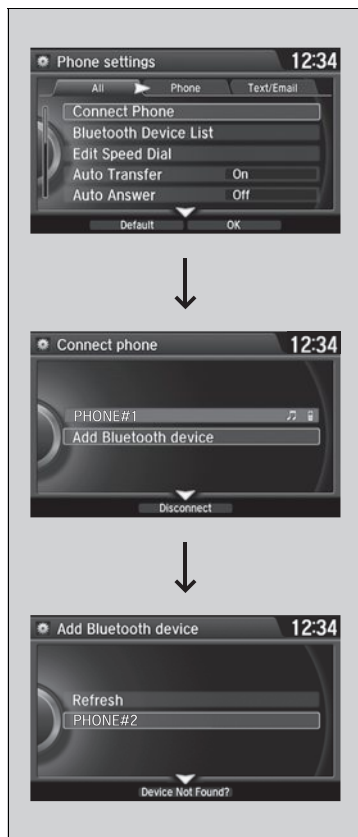 Phone settings 12:34
All Phone Text/Email
Connect Phone
Bluetooth Device List
Edit Speed Dial
Auto Transfer On
Auto Answer Off
Default OK
Connect phone 12:34
PHONE#1
Add Bluetooth device
Disconnect
Add Bluetooth device 12:34
Refresh
PHONE#2
Device Not Found?